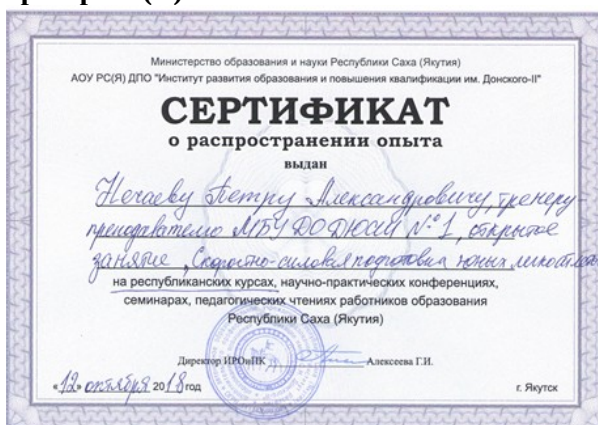 Министерство образования и науки Республики Саха (Якутия)
АОУ РС(Я) ДПО "Институт развития образования и повышения квалификации им. Донского-II"
СЕРТИФИКАТ
о распространении опыта
выдан
Нечаеву Петру Александровичу, тренеру-
преподавателю МБУ ДО ДЮСШ №1, открытое
занятие „Скоростно-силовая подготовка юных легкоатлетов
на республиканских курсах, научно-практических конференциях,
семинарах, педагогических чтениях работников образования
Республики Саха (Якутия)
Директор ИРОиПК Алексеева Г.И.
«12» октября 2018 год г. Якутск